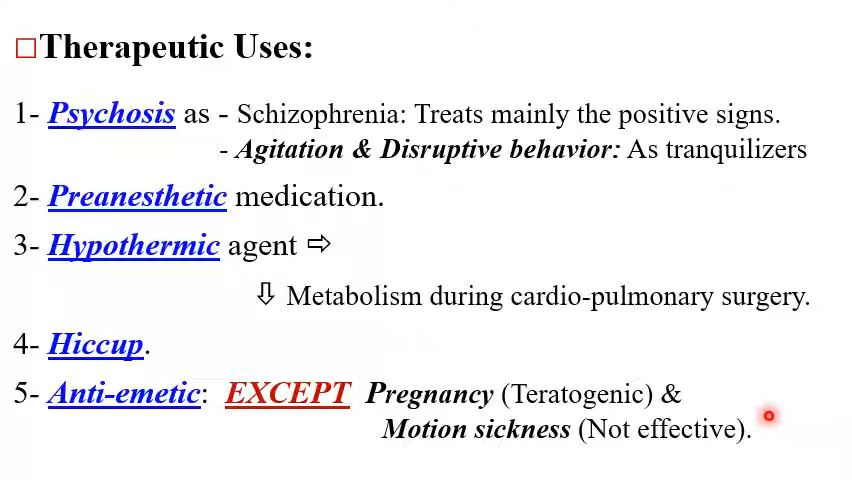 □Therapeutic Uses:
1- Psychosis as - Schizophrenia: Treats mainly the positive signs.
- Agitation & Disruptive behavior: As tranquilizers
2- Preanesthetic medication.
3- Hypothermic agent ⇨
⇩ Metabolism during cardio-pulmonary surgery.
4- Hiccup.
5- Anti-emetic: EXCEPT Pregnancy (Teratogenic) &
Motion sickness (Not effective).